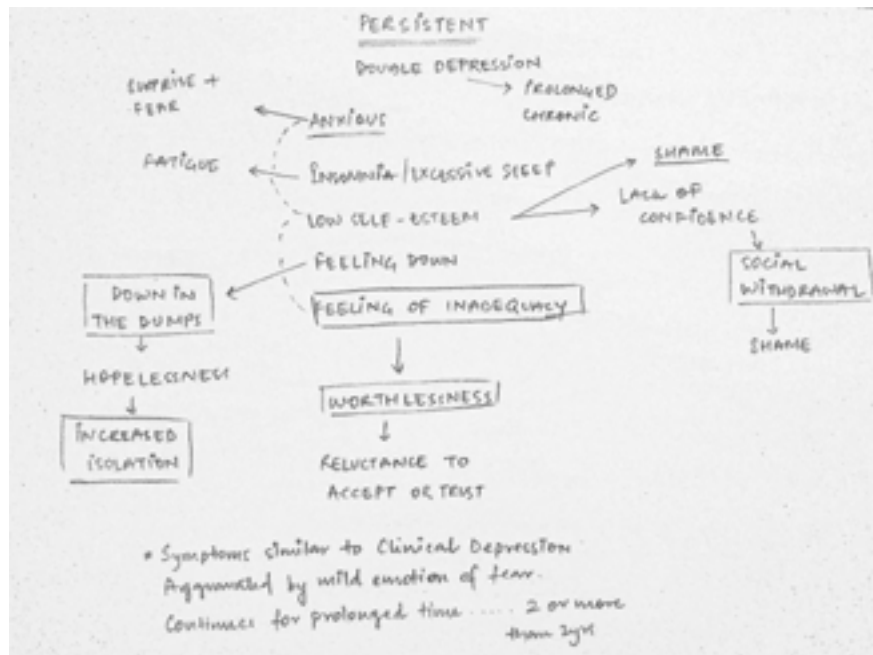 PERSISTENT
DOUBLE DEPRESSION
PROLONGED
CHRONIC
SURPRISE +
FEAR
ANXIOUS
FATIGUE
INSOMNIA / EXCESSIVE SLEEP
SHAME
LOW SELF-ESTEEM
LACK OF
CONFIDENCE
FEELING DOWN
SOCIAL
WITHDRAWAL
SHAME
DOWN IN
THE DUMPS
FEELING OF INADEQUACY
HOPELESSNESS
WORTHLESSNESS
INCREASED
ISOLATION
RELUCTANCE TO
ACCEPT OR TRUST
* Symptoms similar to Clinical Depression
Aggravated by mild emotion of fear.
Continues for prolonged time ..... 2 or more
than 2yrs